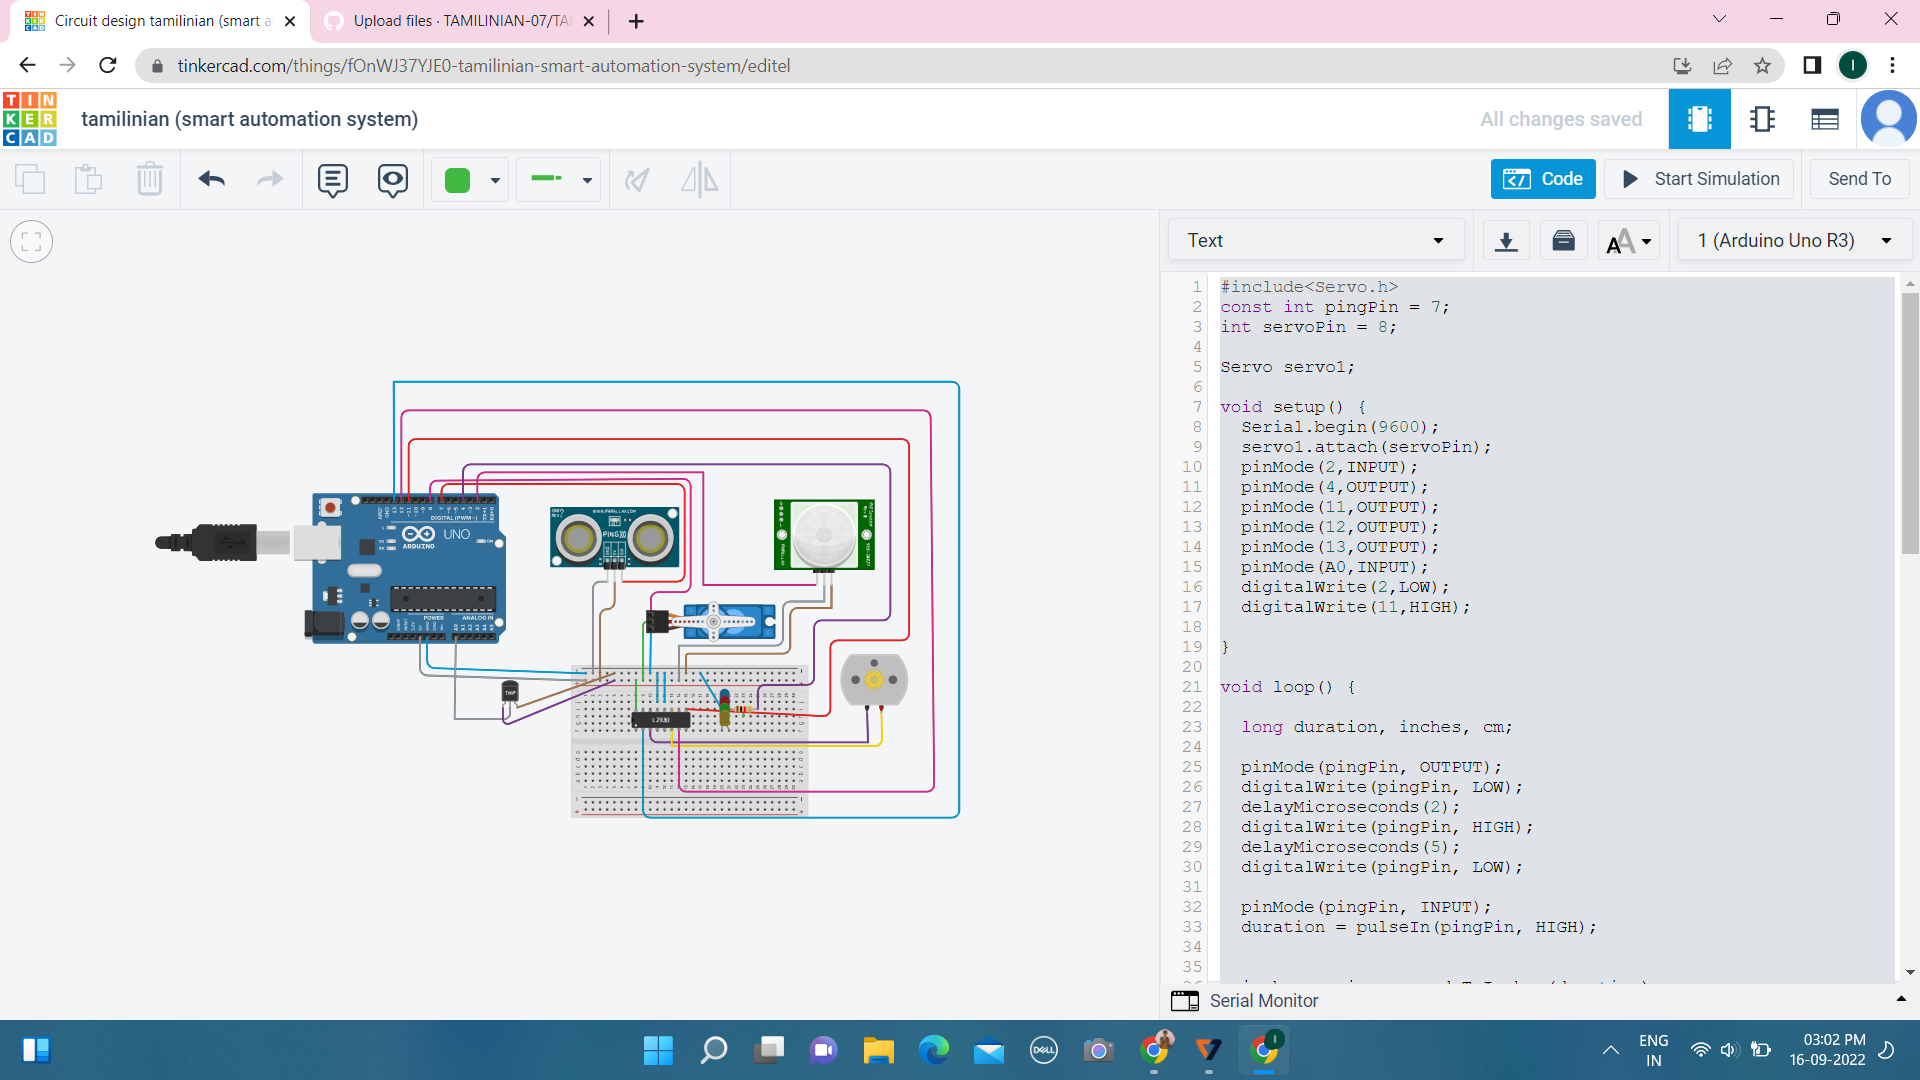 Circuit design tamilinian (smart a
Upload files · TAMILINIAN-07/TA
tinkercad.com/things/fOnWJ37YJE0-tamilinian-smart-automation-system/editel
I
TIN
KER
CAD
tamilinian (smart automation system)
All changes saved
Code
Start Simulation
Send To
Text
1 (Arduino Uno R3)
1 #include<Servo.h>
2 const int pingPin = 7;
3 int servoPin = 8;
4
5 Servo servo1;
6
7 void setup() {
8 Serial.begin(9600);
9 servo1.attach(servoPin);
10 pinMode(2,INPUT);
11 pinMode(4,OUTPUT);
12 pinMode(11,OUTPUT);
13 pinMode(12,OUTPUT);
14 pinMode(13,OUTPUT);
15 pinMode(A0,INPUT);
16 digitalWrite(2,LOW);
17 digitalWrite(11,HIGH);
18
19 }
20
21 void loop() {
22
23 long duration, inches, cm;
24
25 pinMode(pingPin, OUTPUT);
26 digitalWrite(pingPin, LOW);
27 delayMicroseconds(2);
28 digitalWrite(pingPin, HIGH);
29 delayMicroseconds(5);
30 digitalWrite(pingPin, LOW);
31
32 pinMode(pingPin, INPUT);
33 duration = pulseIn(pingPin, HIGH);
34
35
DIGITAL (PWM~)
UNO
ARDUINO
POWER
ANALOG IN
PING)))
TMP
L293D
Serial Monitor
DELL
ENG
IN
03:02 PM
16-09-2022